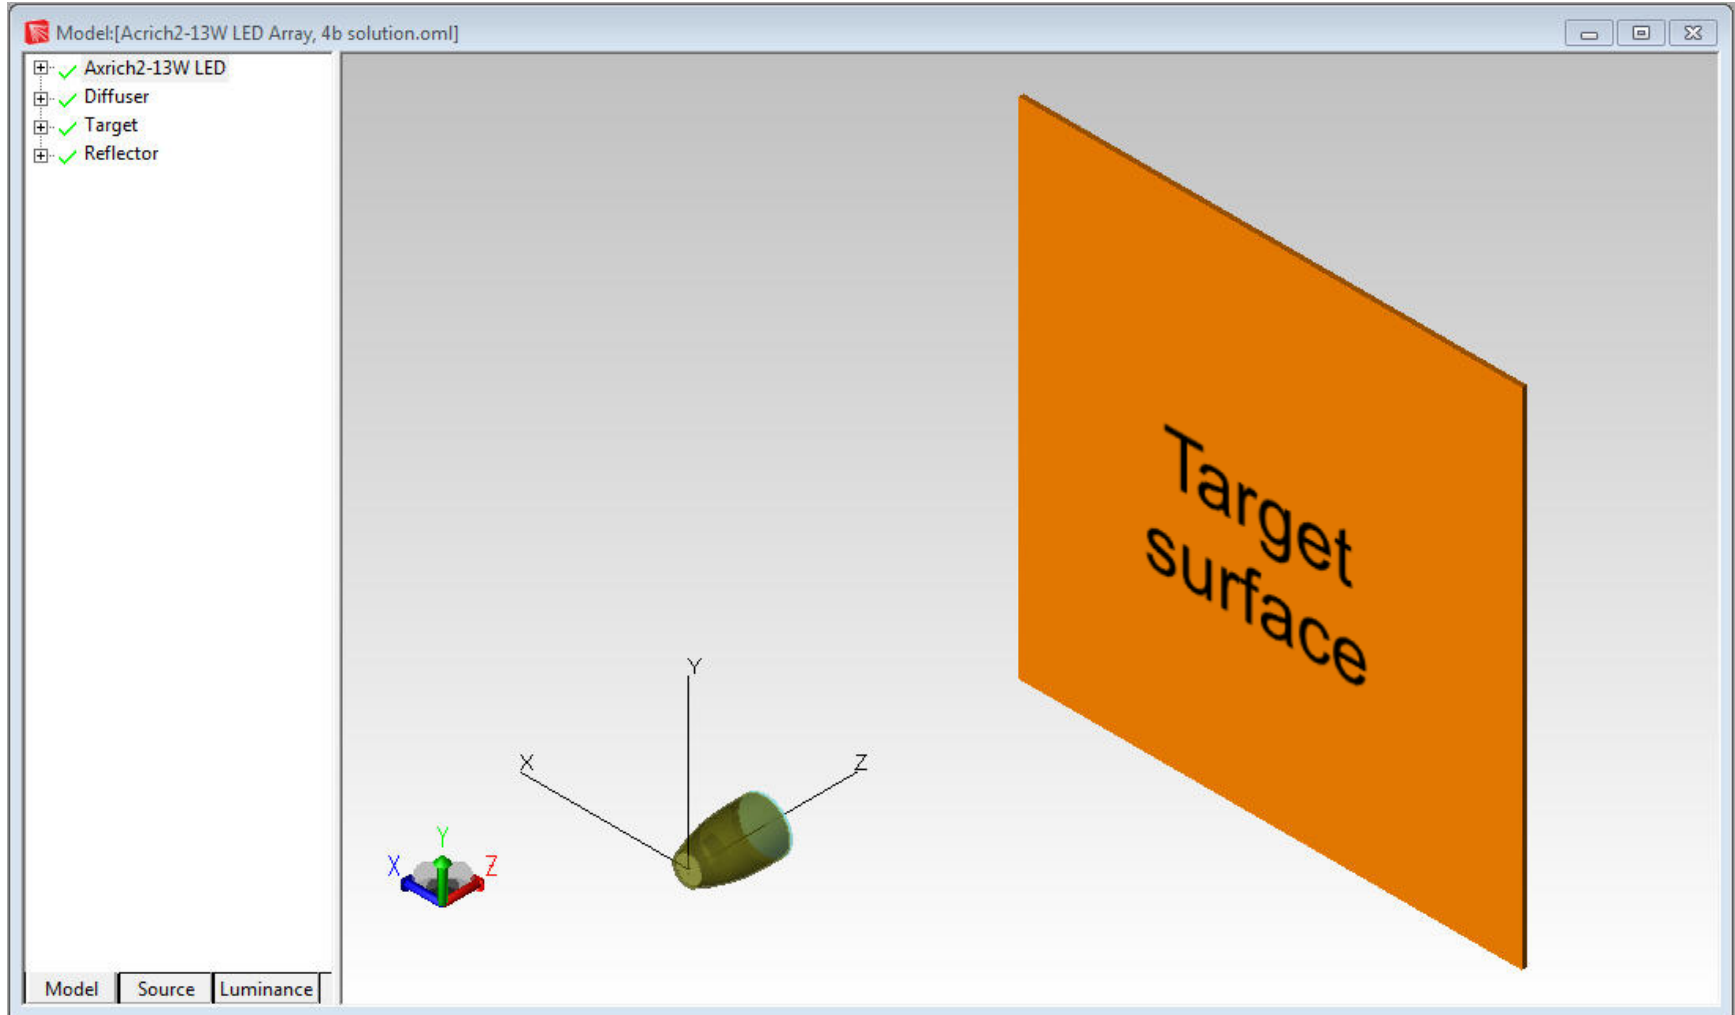 Model:[Acrich2-13W LED Array, 4b solution.oml]
Axrich2-13W LED
Diffuser
Target
Reflector
Target
surface
Y
X
Z
Y
X
Z
Model
Source
Luminance